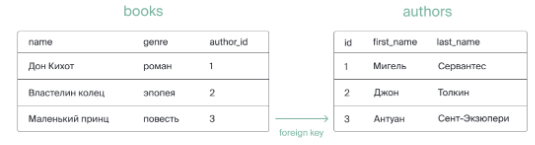 books
authors
name genre author_id
id first_name last_name
Дон Кихот роман 1
1 Мигель Сервантес
Властелин колец эпопея 2
2 Джон Толкин
Маленький принц повесть 3
3 Антуан Сент-Экзюпери
foreign key